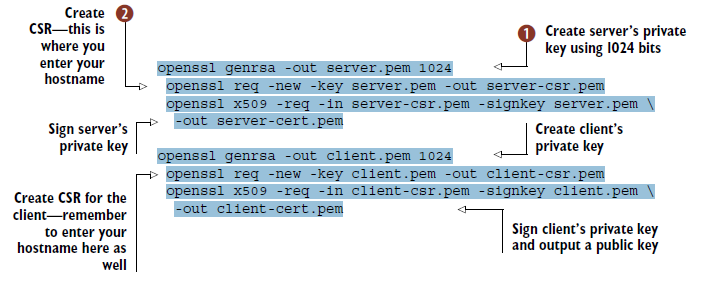 Create
CSR—this is
where you
enter your
hostname
2
1
Create server's private
key using 1024 bits
openssl genrsa -out server.pem 1024
openssl req -new -key server.pem -out server-csr.pem
openssl x509 -req -in server-csr.pem -signkey server.pem \
-out server-cert.pem
Sign server's
private key
Create client's
private key
openssl genrsa -out client.pem 1024
openssl req -new -key client.pem -out client-csr.pem
openssl x509 -req -in client-csr.pem -signkey client.pem \
-out client-cert.pem
Create CSR for the
client—remember
to enter your
hostname here as
well
Sign client's private key
and output a public key